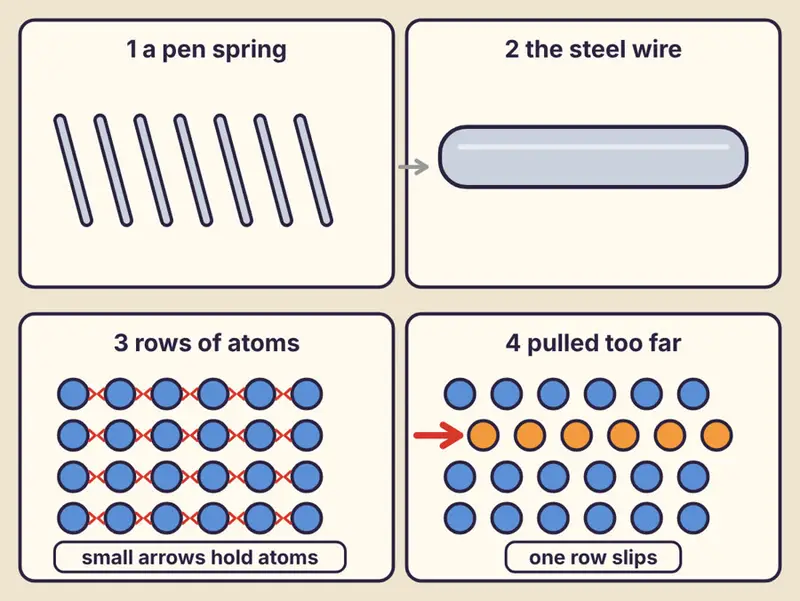 1 a pen spring
2 the steel wire
3 rows of atoms
small arrows hold atoms
4 pulled too far
one row slips